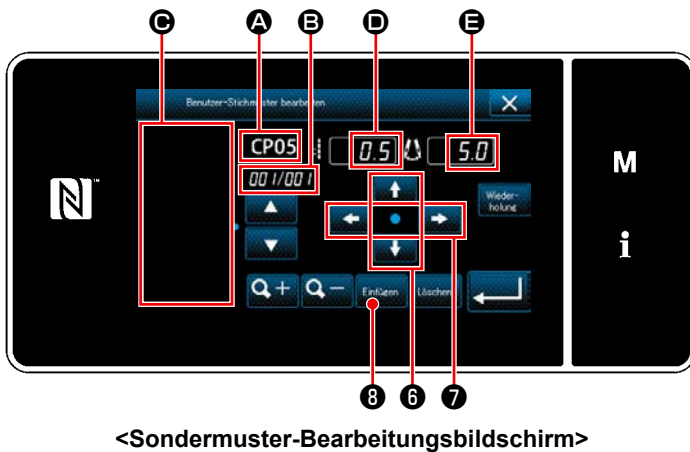 C A B D E
Benutzer-Stichmuster bearbeiten
CP05 0.5 5.0
001/001
Wieder-
holung
M
i
N
Einfügen Löschen
8 6 7
<Sondermuster-Bearbeitungsbildschirm>